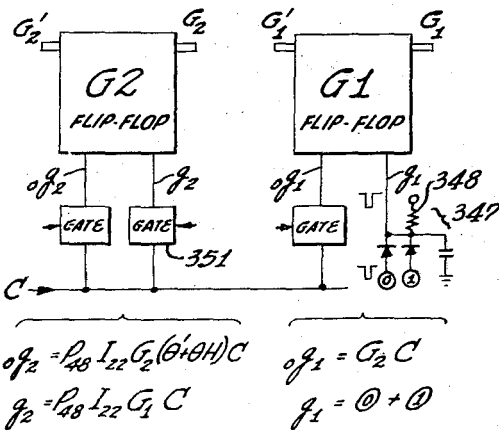 G₂' G₂ G₁' G₁
G2 G1
FLIP-FLOP FLIP-FLOP
₀g₂ g₂ ₀g₁ g₁ 348
347
GATE GATE GATE
351
0 1
C
₀g₂ = P₄₈ I₂₂ G₂(θ'+θH)C ₀g₁ = G₂ C
g₂ = P₄₈ I₂₂ G₁ C g₁ = ⓪ + ①